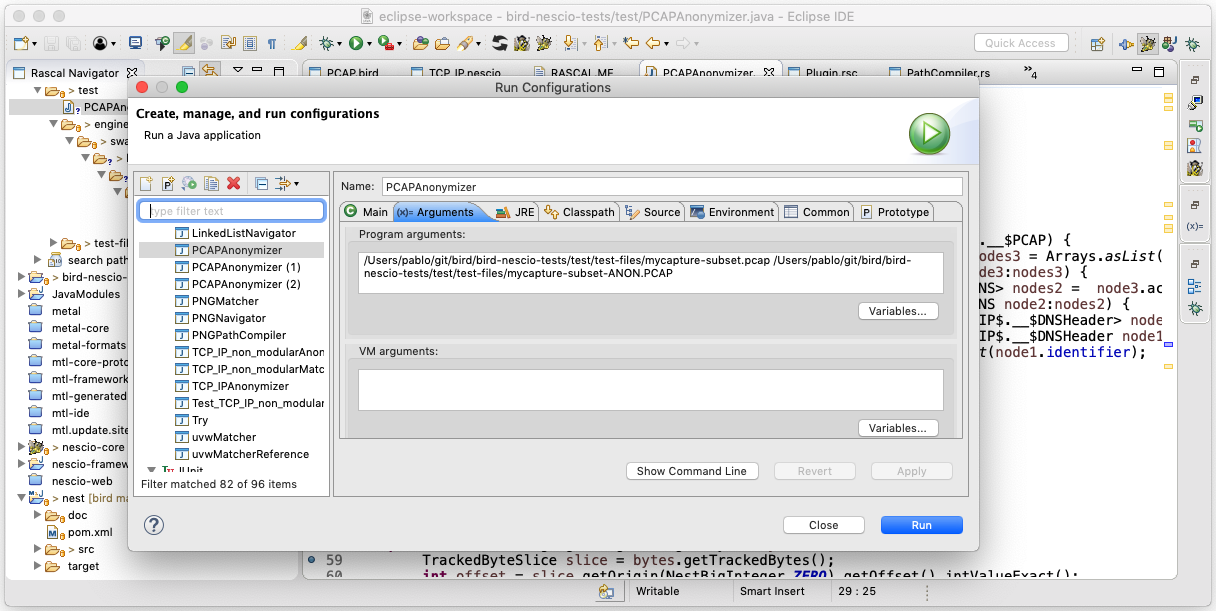 eclipse-workspace - bird-nescio-tests/test/PCAPAnonymizer.java - Eclipse IDE
Quick Access
Rascal Navigator
PCAP.bird
TCP_IP.nescio
RASCAL.MF
PCAPAnonymizer.
Plugin.rsc
PathCompiler.rs
»4
> test
PCAPAn
> engine
> swa
>
>
> test-fil
search path
> bird-nescio-
JavaModules
metal
metal-core
metal-formats
mtl-core-proto
mtl-framework
mtl-generated
mtl-ide
mtl.update.site
> nescio-core
nescio-framew
nescio-web
> nest [bird ma
> doc
pom.xml
> src
target
Run Configurations
Create, manage, and run configurations
Run a Java application
type filter text
LinkedListNavigator
PCAPAnonymizer
PCAPAnonymizer (1)
PCAPAnonymizer (2)
PNGMatcher
PNGNavigator
PNGPathCompiler
TCP_IP_non_modularAnon
TCP_IP_non_modularMatc
TCP_IPAnonymizer
Test_TCP_IP_non_modular
Try
uvwMatcher
uvwMatcherReference
JUnit
Filter matched 82 of 96 items
Name: PCAPAnonymizer
Main
(x)= Arguments
JRE
Classpath
Source
Environment
Common
Prototype
Program arguments:
/Users/pablo/git/bird/bird-nescio-tests/test/test-files/mycapture-subset.pcap /Users/pablo/git/bird/bird-
nescio-tests/test/test-files/mycapture-subset-ANON.PCAP
Variables...
VM arguments:
Variables...
Show Command Line
Revert
Apply
Close
Run
.__$PCAP) {
odes3 = Arrays.asList(
de3:nodes3) {
NS> nodes2 =  node3.ac
NS node2:nodes2) {
IP$.__$DNSHeader> node
IP$.__$DNSHeader node1
t(node1.identifier);
59 TrackedByteSlice slice = bytes.getTrackedBytes();
60 int offset = slice.getOrigin(NestBigInteger.ZERO).getOffset().intValueExact();
Writable
Smart Insert
29 : 25